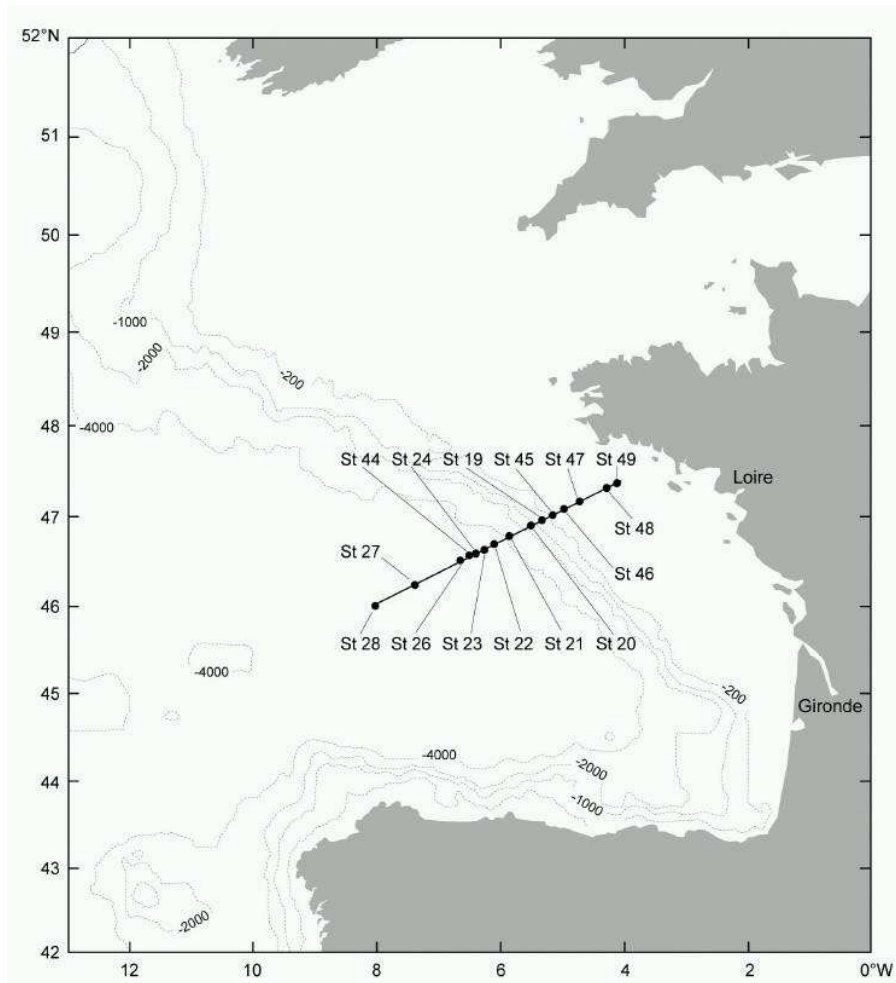 52°N
51
50
49
48
47
46
45
44
43
42
-1000
-2000
-200
-4000
St 44 St 24 St 19 St 45 St 47 St 49
Loire
St 48
St 27
St 46
St 28 St 26 St 23 St 22 St 21 St 20
-4000
-200
Gironde
-4000
-2000
-1000
-2000
12 10 8 6 4 2 0°W